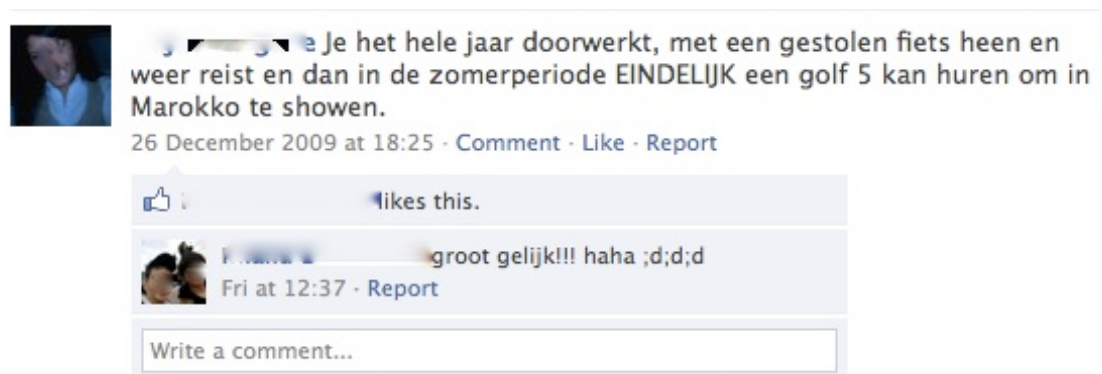 Je het hele jaar doorwerkt, met een gestolen fiets heen en
weer reist en dan in de zomerperiode EINDELIJK een golf 5 kan huren om in
Marokko te showen.
26 December 2009 at 18:25 · Comment · Like · Report
likes this.
groot gelijk!!! haha ;d;d;d
Fri at 12:37 · Report
Write a comment...